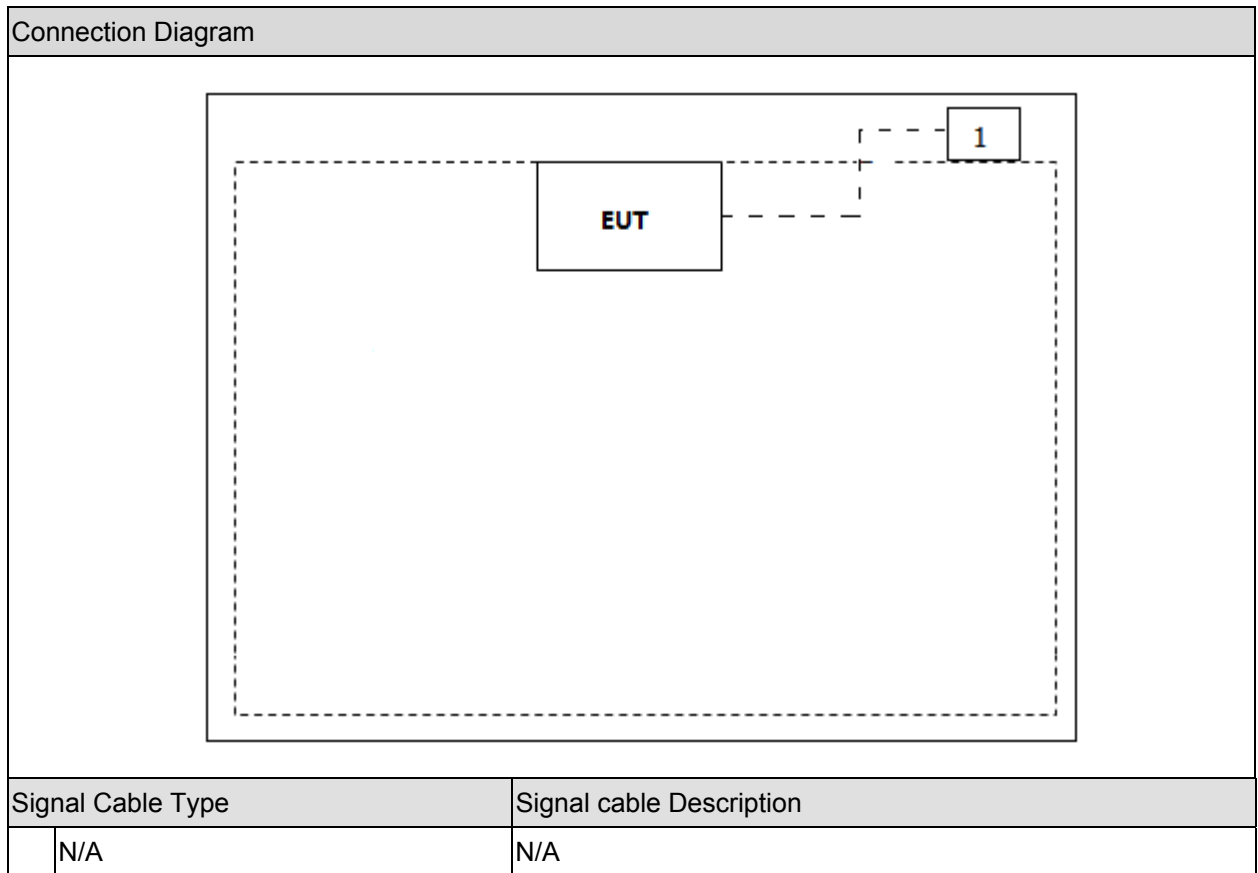 Connection Diagram
1
EUT
Signal Cable Type Signal cable Description
N/A N/A